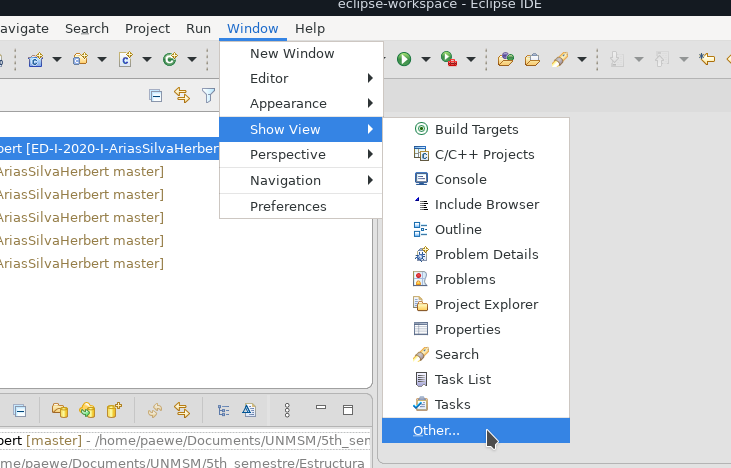 eclipse-workspace - Eclipse IDE
avigate Search Project Run Window Help
New Window
Editor
Appearance
Show View
Perspective
Navigation
Preferences
Build Targets
C/C++ Projects
Console
Include Browser
Outline
Problem Details
Problems
Project Explorer
Properties
Search
Task List
Tasks
Other...
bert [ED-I-2020-I-AriasSilvaHerber
AriasSilvaHerbert master]
AriasSilvaHerbert master]
AriasSilvaHerbert master]
AriasSilvaHerbert master]
AriasSilvaHerbert master]
bert [master] - /home/paewe/Documents/UNMSM/5th_sem
me/paewe/Documents/UNMSM/5th_semestre/Estructura